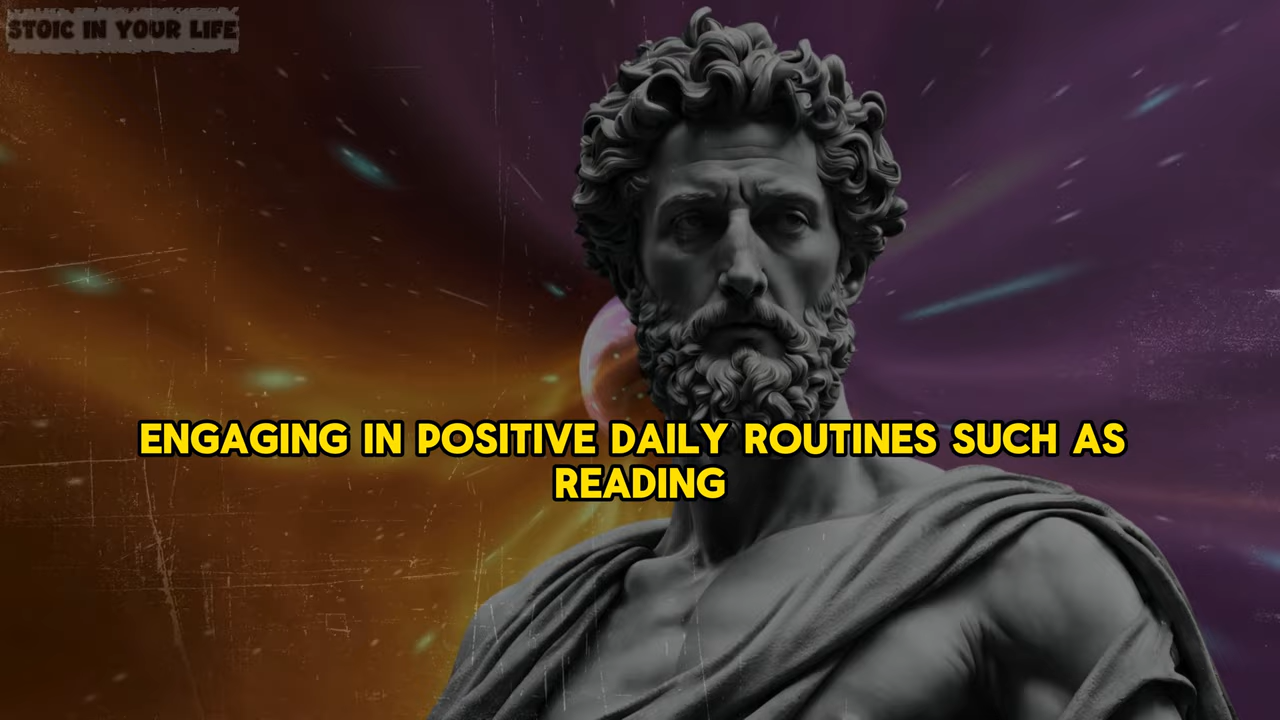 STOIC IN YOUR LIFE
ENGAGING IN POSITIVE DAILY ROUTINES SUCH AS
READING